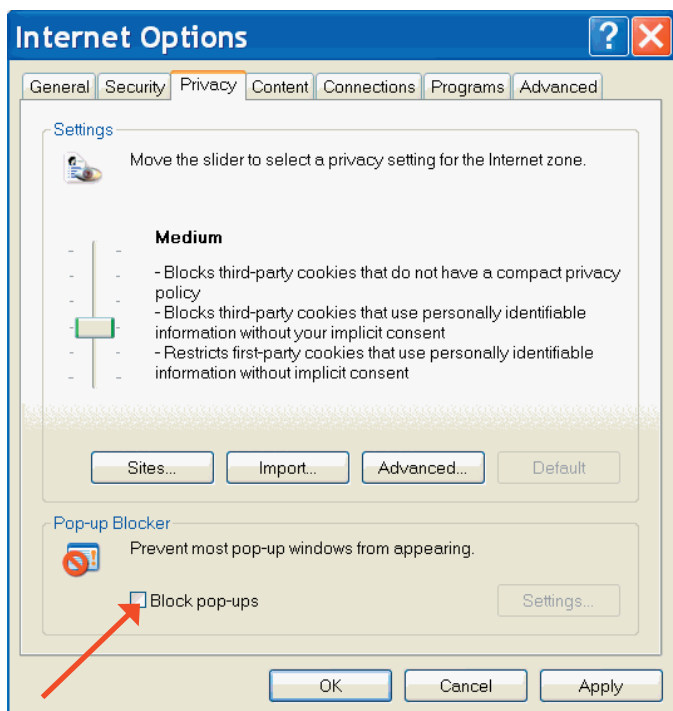 Internet Options
?
General Security Privacy Content Connections Programs Advanced
Settings
Move the slider to select a privacy setting for the Internet zone.
Medium
- Blocks third-party cookies that do not have a compact privacy
policy
- Blocks third-party cookies that use personally identifiable
information without your implicit consent
- Restricts first-party cookies that use personally identifiable
information without implicit consent
Sites... Import... Advanced... Default
Pop-up Blocker
Prevent most pop-up windows from appearing.
Block pop-ups Settings...
OK Cancel Apply